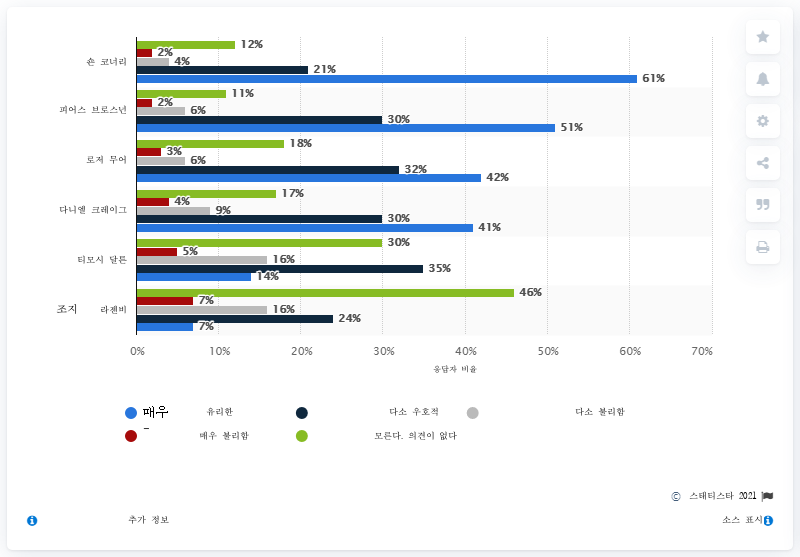 12%
2%
숀 코너리 4%
21%
61%
11%
2%
피어스 브로스넌 6%
30%
51%
18%
3%
로저 무어 6%
32%
42%
17%
4%
다니엘 크레이그 9%
30%
41%
30%
5%
티모시 달튼 16%
35%
14%
46%
7%
조지 라젠비 16%
24%
7%
0% 10% 20% 30% 40% 50% 60% 70%
응답자 비율
매우 유리한 다소 우호적 다소 불리함
매우 불리함 모른다. 의견이 없다
© 스태티스타 2021
추가 정보 소스 표시